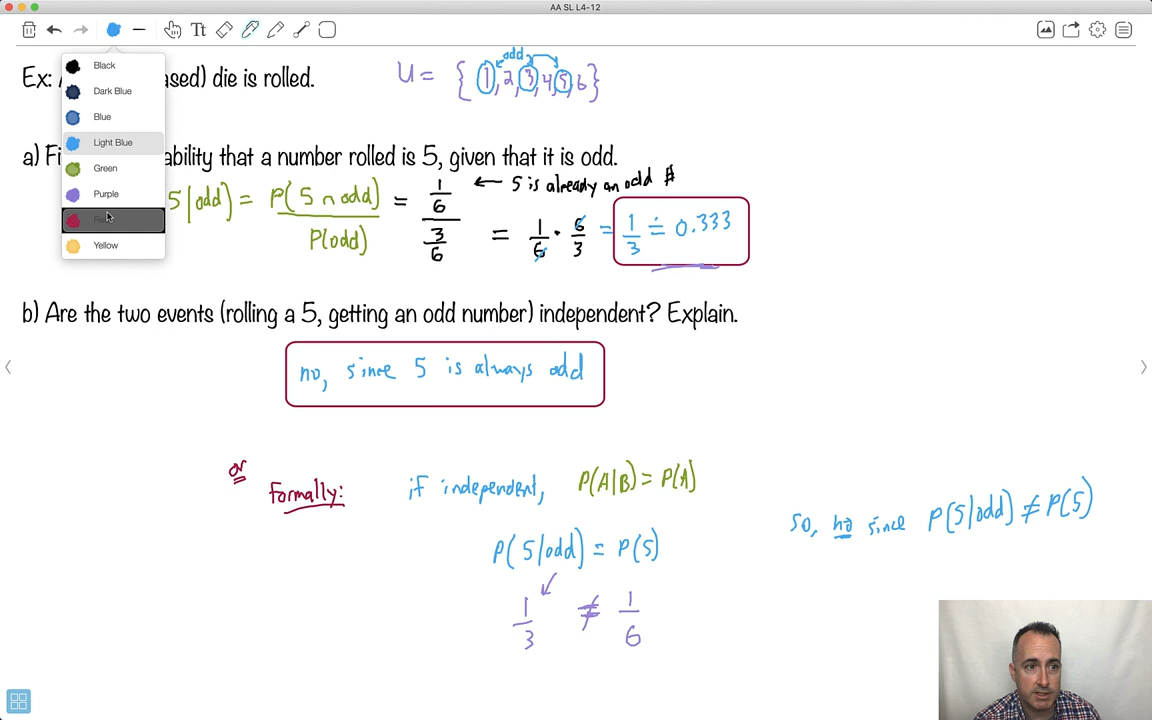 AA SL L4-12
Tt
Black
Dark Blue
Blue
Light Blue
Green
Purple
Yellow
Ex: ased) die is rolled.
U = { 1, 2, 3, 4, 5, 6 }
odd
a) Fi ability that a number rolled is 5, given that it is odd.
5 | odd) = P( 5 ∩ odd) / P(odd) = 1/6 / 3/6 ← 5 is already an odd #
= 1/6 · 6/3 = 1/3 ≐ 0.333
b) Are the two events (rolling a 5, getting an odd number) independent? Explain.
no, since 5 is always odd
or
Formally: if independent, P(A|B) = P(A)
P( 5|odd) = P(5)
1/3 ≠ 1/6
so, no since P(5|odd) ≠ P(5)